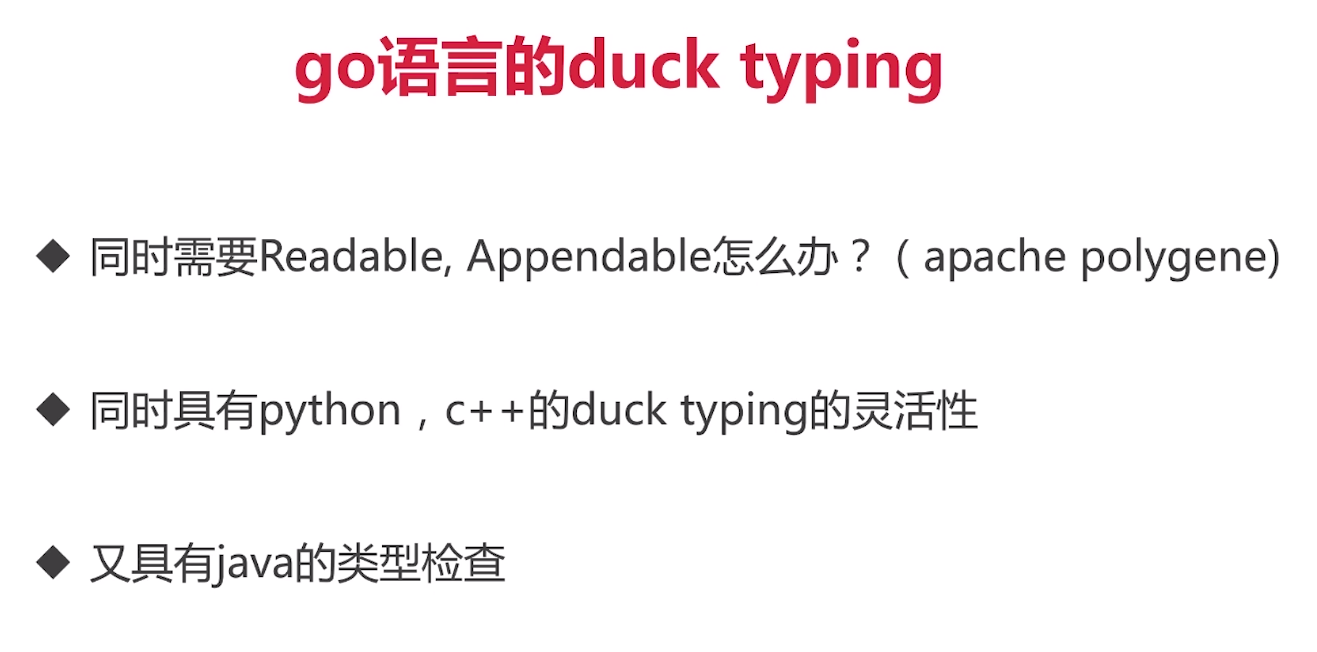 go语言的duck typing
◆ 同时需要Readable, Appendable怎么办？（ apache polygene)
◆ 同时具有python，c++的duck typing的灵活性
◆ 又具有java的类型检查